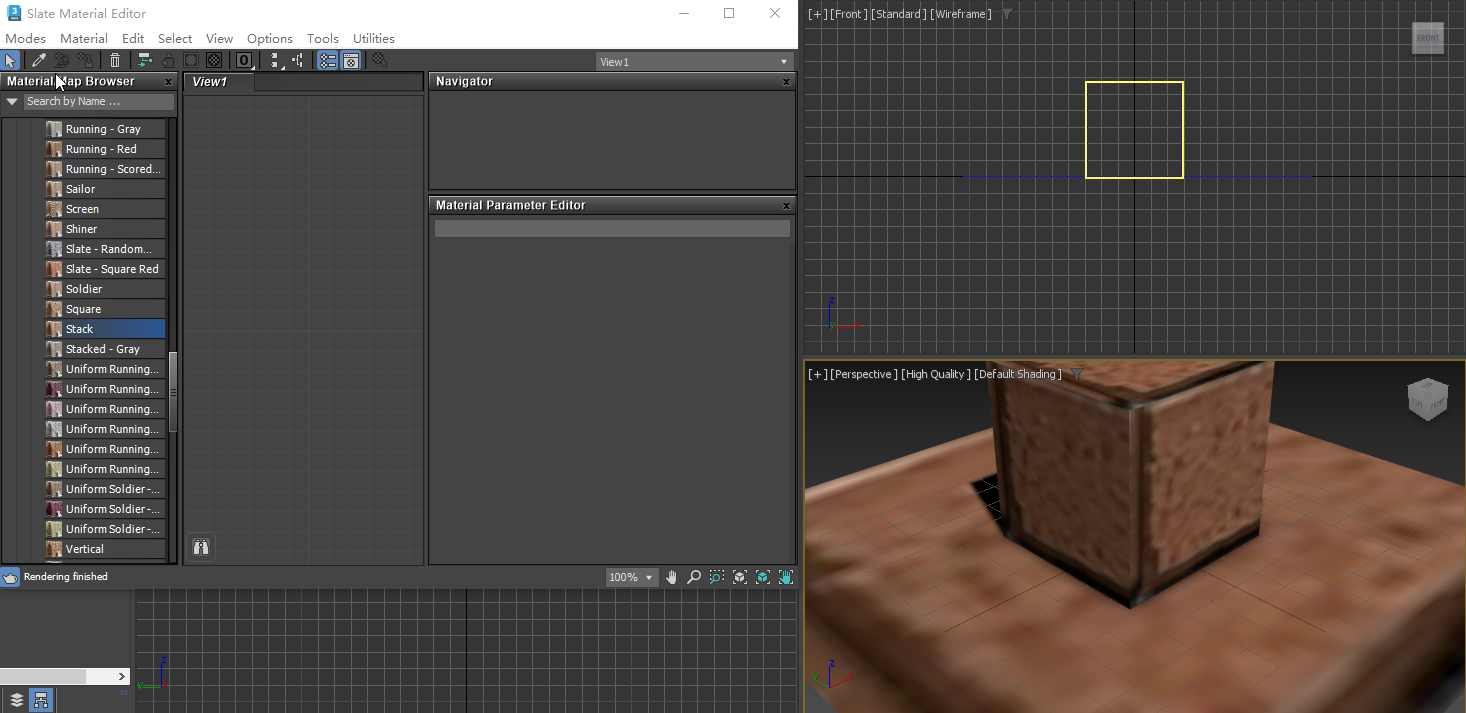 Slate Material Editor
Modes Material Edit Select View Options Tools Utilities
View1
Material/Map Browser
View1
Navigator
Search by Name ...
Running - Gray
Running - Red
Running - Scored...
Sailor
Screen
Shiner
Slate - Random...
Slate - Square Red
Soldier
Square
Stack
Stacked - Gray
Uniform Running...
Uniform Running...
Uniform Running...
Uniform Running...
Uniform Running...
Uniform Running...
Uniform Soldier -...
Uniform Soldier -...
Uniform Soldier -...
Vertical
Material Parameter Editor
Rendering finished
100%
[+] [Front ] [Standard ] [Wireframe ]
FRONT
z
y
x
[+] [Perspective ] [High Quality ] [Default Shading ]
LEFT
FRONT
z
y
x
z
y
x